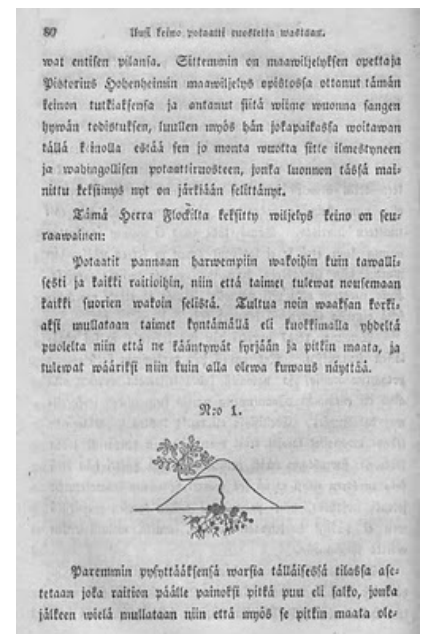 80 Uusi keino potaatti ruostetta wastaan.
wat entisen pilansa. Sittemmin on maawiljelyksen opettaja
Pistorius Hohenheimin maawiljelys opistossa ottanut tämän
keinon tutkiaksensa ja antanut siitä wiime wuonna sangen
hywän todistuksen, luullen myös hän jokapaikassa woitawan
tällä keinolla estää sen jo monta wuotta sitte ilmestyneen
ja wahingollisen potaattiruosteen, jonka luonnon tässä mai-
nittu keksimys nyt on järkiään selittänyt.
Tämä Herra Flockilta keksitty wiljelys keino on seu-
raawainen:
Potaatit pannaan harwempiin wakoihin kuin tawalli-
sesti ja kaikki raitioihin, niin että taimet tulewat nousemaan
kaikki suorien wakoin selistä. Tultua noin waaksan korki-
aksi mullataan taimet kyntämällä eli kuokkimalla yhdeltä
puolelta niin että ne kääntywät syrjään ja pitkin maata, ja
tulewat wääriksi niin kuin alla olewa kuwaus näyttää.
N:o 1.
Paremmin pysyttääksensä warsia tälläisessä tilassa ase-
tetaan joka raition päälle painoksi pitkä puu eli salko, jonka
jälkeen wielä mullataan niin että myös se pitkin maata ole-